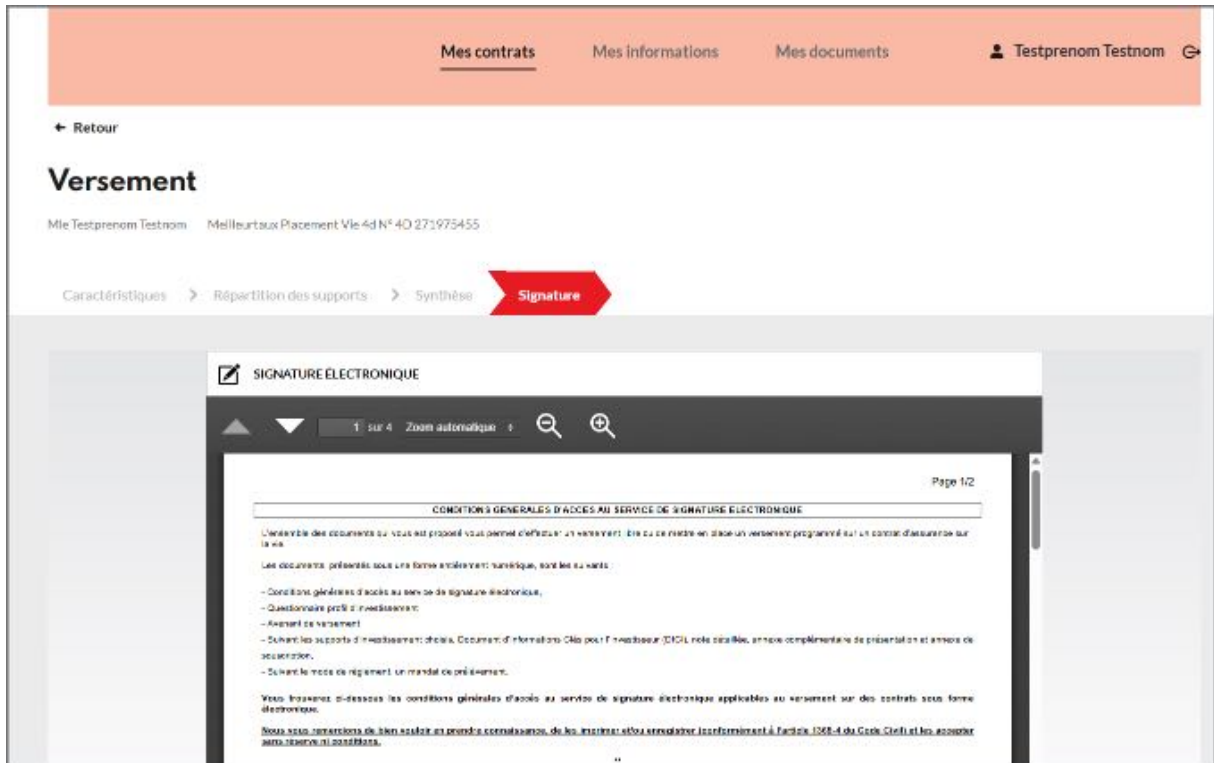 Mes contrats Mes informations Mes documents Testprenom Testnom
Retour
Versement
Mle Testprenom Testnom Meilleurtaux Placement Vie 4d N° 4D 271975455
Caractéristiques Répartition des supports Synthèse Signature
SIGNATURE ÉLECTRONIQUE
1 sur 4 Zoom automatique
Page 1/2
CONDITIONS GENERALES D'ACCES AU SERVICE DE SIGNATURE ELECTRONIQUE
L'ensemble des documents qui vous est proposé vous permet d'effectuer un versement libre ou de mettre en place un versement programmé sur un contrat d'assurance sur
la vie.
Les documents, présentés sous une forme entièrement numérique, sont les suivants :
- Conditions générales d'accès au service de signature électronique,
- Questionnaire profil d'investissement
- Avenant de versement
- Suivant les supports d'investissement choisis, Document d'Informations Clés pour l'Investisseur (DICI), note détaillée, annexe complémentaire de présentation et annexe de
souscription,
- Suivant le mode de règlement, un mandat de prélèvement.
Vous trouverez ci-dessous les conditions générales d'accès au service de signature électronique applicables au versement sur des contrats sous forme
électronique.
Nous vous remercions de bien vouloir en prendre connaissance, de les imprimer et/ou enregistrer (conformément à l'article 1369-4 du Code Civil) et les accepter
sans réserve ni conditions.